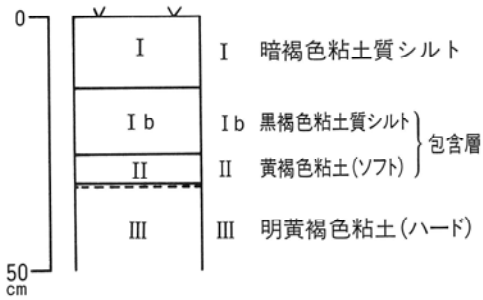 0
I I 暗褐色粘土質シルト
Ib Ib 黒褐色粘土質シルト
包含層
II II 黄褐色粘土(ソフト)
III III 明黄褐色粘土(ハード)
50
cm